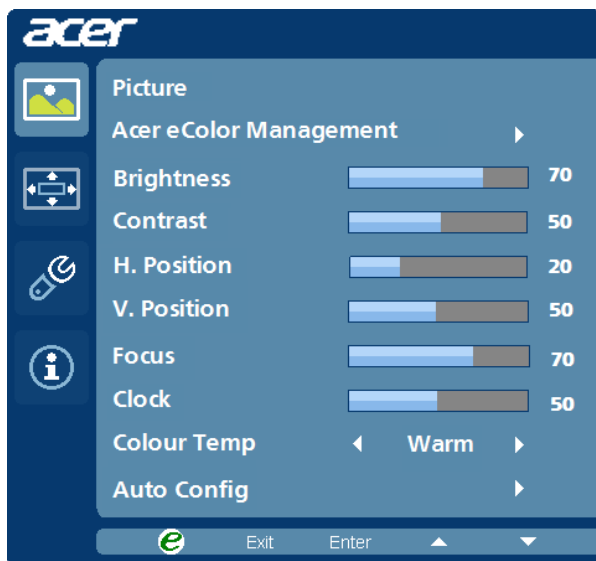 acer
Picture
Acer eColor Management
Brightness 70
Contrast 50
H. Position 20
V. Position 50
Focus 70
Clock 50
Colour Temp Warm
Auto Config
e Exit Enter